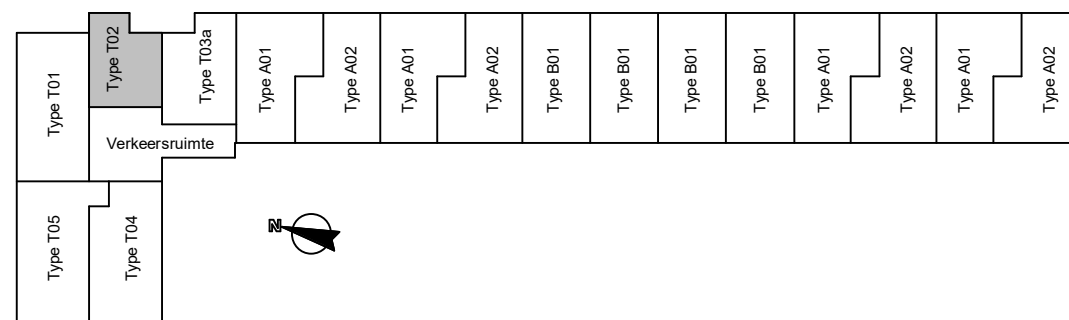 Type T01
Type T02
Type T03a
Type A01
Type A02
Type A01
Type A02
Type B01
Type B01
Type B01
Type B01
Type A01
Type A02
Type A01
Type A02
Verkeersruimte
Type T05
Type T04
N